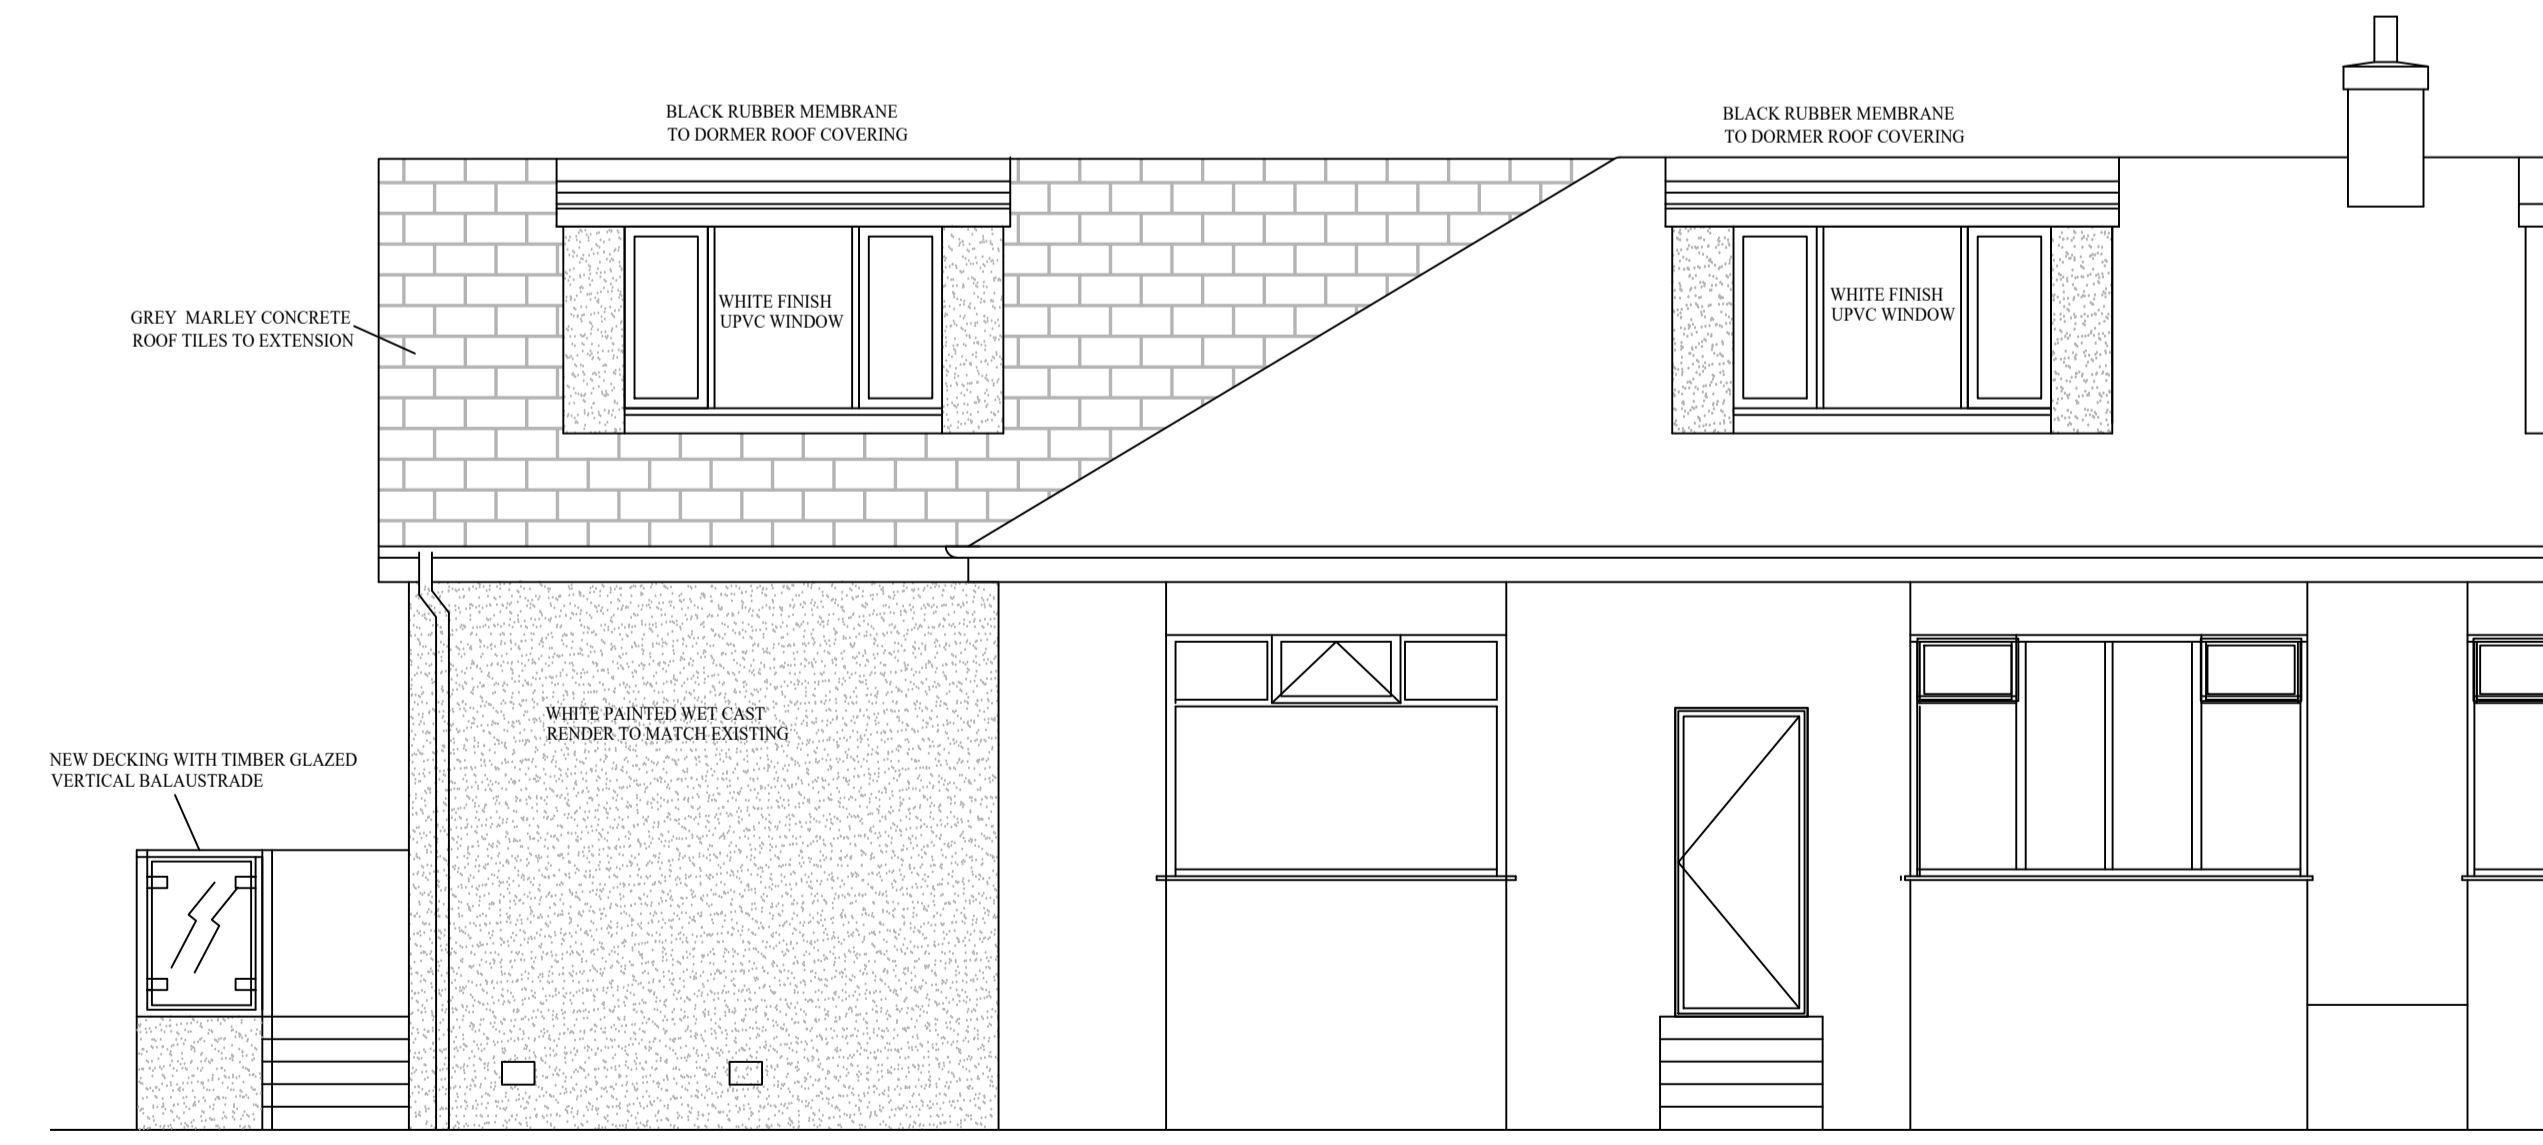 BLACK RUBBER MEMBRANE
TO DORMER ROOF COVERING
BLACK RUBBER MEMBRANE
TO DORMER ROOF COVERING
GREY MARLEY CONCRETE
ROOF TILES TO EXTENSION
WHITE FINISH
UPVC WINDOW
WHITE FINISH
UPVC WINDOW
WHITE PAINTED WET CAST
RENDER TO MATCH EXISTING
NEW DECKING WITH TIMBER GLAZED
VERTICAL BALAUSTRADE